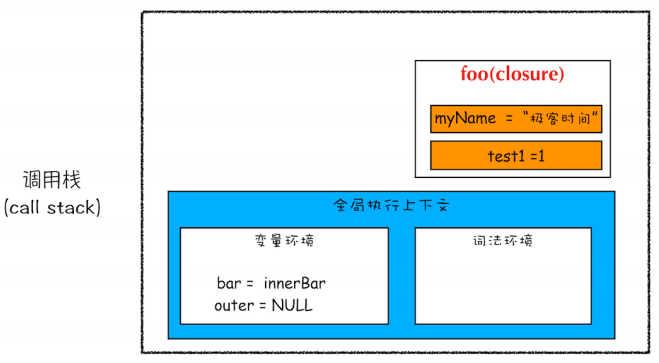 foo(closure)
myName = “极客时间”
test1 =1
调用栈
(call stack)
全局执行上下文
变量环境
词法环境
bar = innerBar
outer = NULL